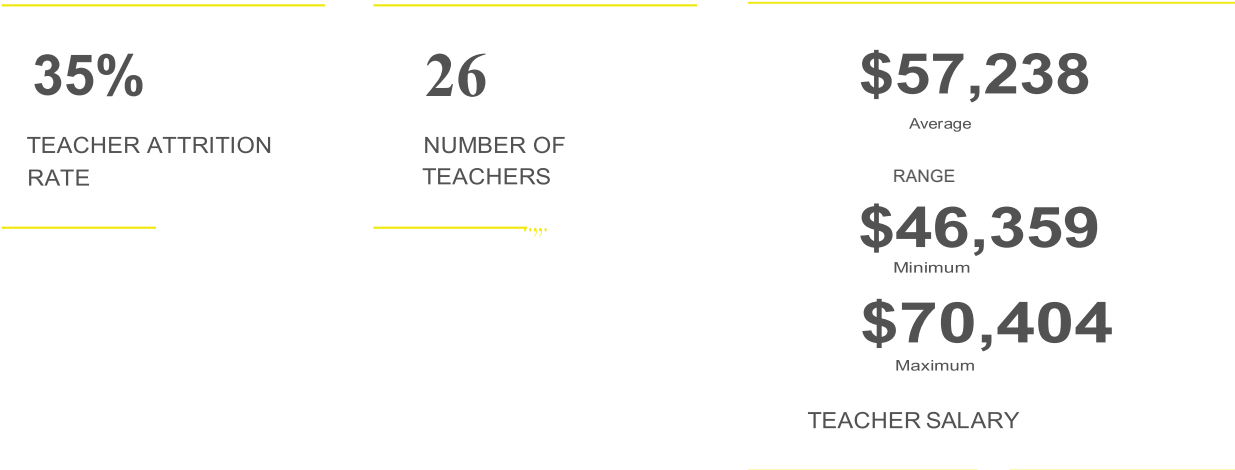 35%
TEACHER ATTRITION
RATE
26
NUMBER OF
TEACHERS
$57,238
Average
RANGE
$46,359
Minimum
$70,404
Maximum
TEACHER SALARY